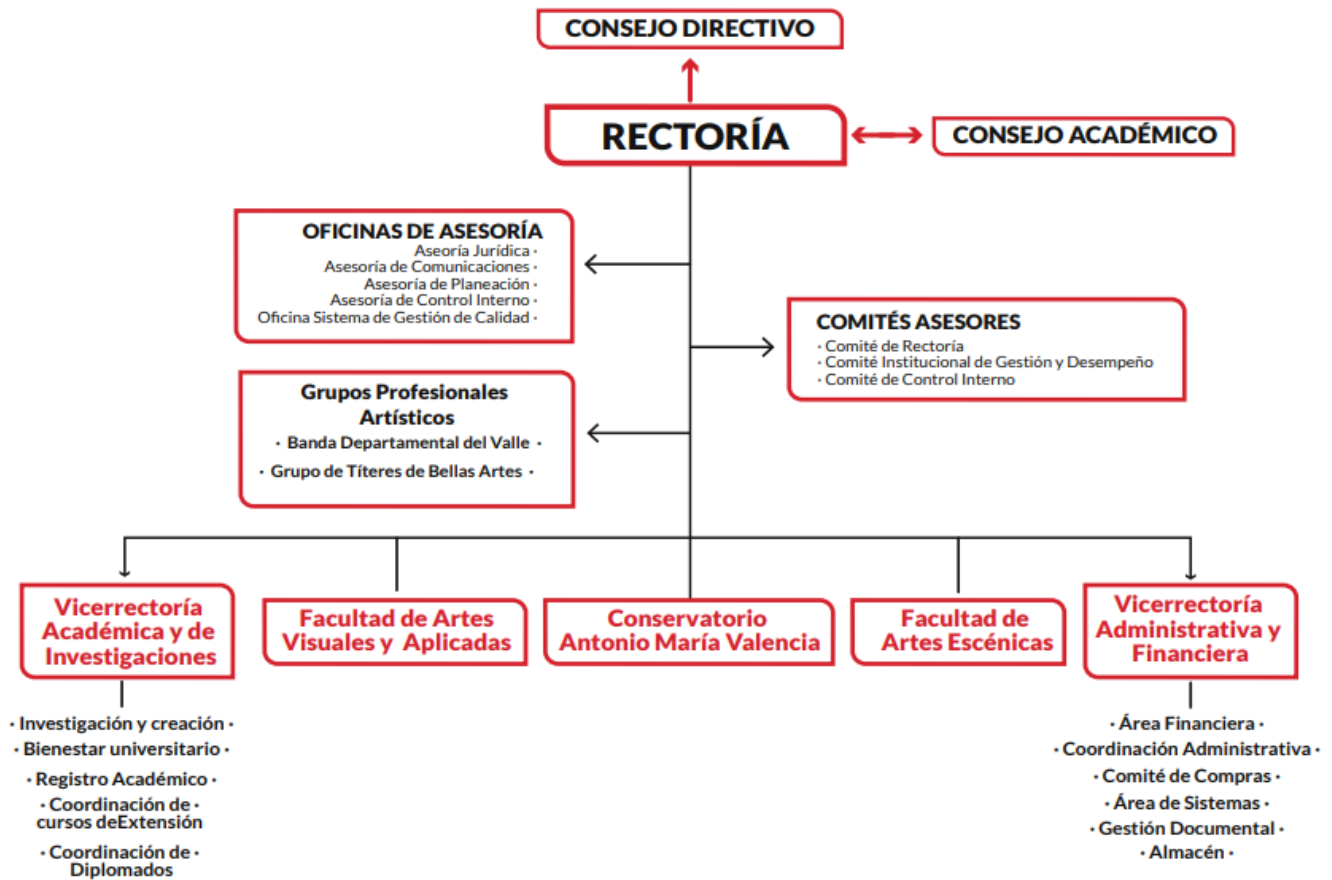 CONSEJO DIRECTIVO
RECTORÍA
CONSEJO ACADÉMICO
OFICINAS DE ASESORÍA
Aseoría Jurídica ·
Asesoría de Comunicaciones ·
Asesoría de Planeación ·
Asesoría de Control Interno ·
Oficina Sistema de Gestión de Calidad ·
COMITÉS ASESORES
· Comité de Rectoría
· Comité Institucional de Gestión y Desempeño
· Comité de Control Interno
Grupos Profesionales
Artísticos
· Banda Departamental del Valle ·
· Grupo de Títeres de Bellas Artes ·
Vicerrectoría
Académica y de
Investigaciones
Facultad de Artes
Visuales y Aplicadas
Conservatorio
Antonio María Valencia
Facultad de
Artes Escénicas
Vicerrectoría
Administrativa y
Financiera
· Investigación y creación ·
· Bienestar universitario ·
· Registro Académico ·
· Coordinación de ·
cursos deExtensión
· Coordinación de ·
Diplomados
· Área Financiera ·
· Coordinación Administrativa ·
· Comité de Compras ·
· Área de Sistemas ·
· Gestión Documental ·
· Almacén ·